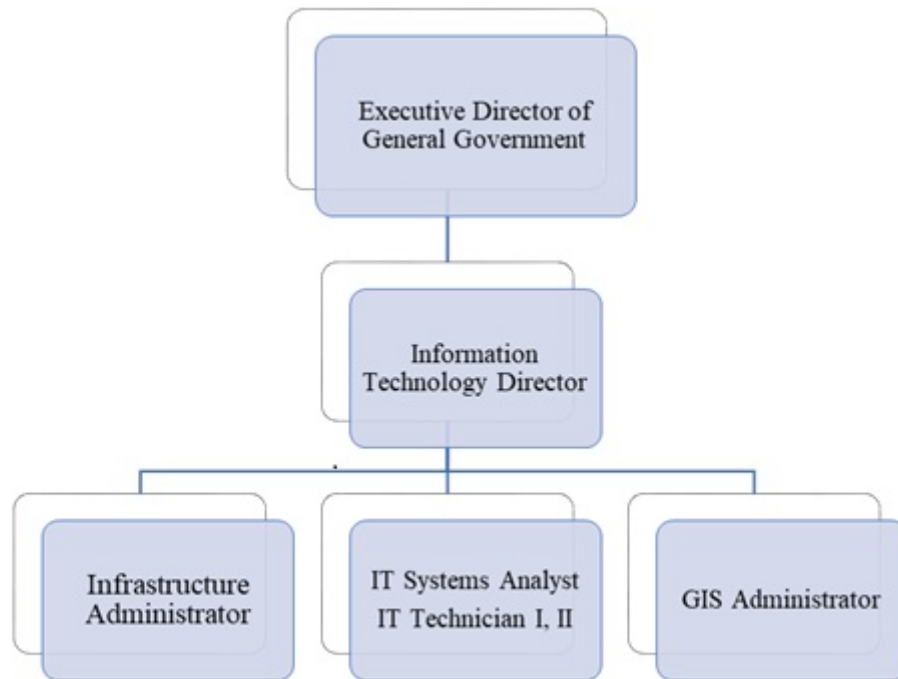 Executive Director of
General Government
Information
Technology Director
Infrastructure
Administrator
IT Systems Analyst
IT Technician I, II
GIS Administrator